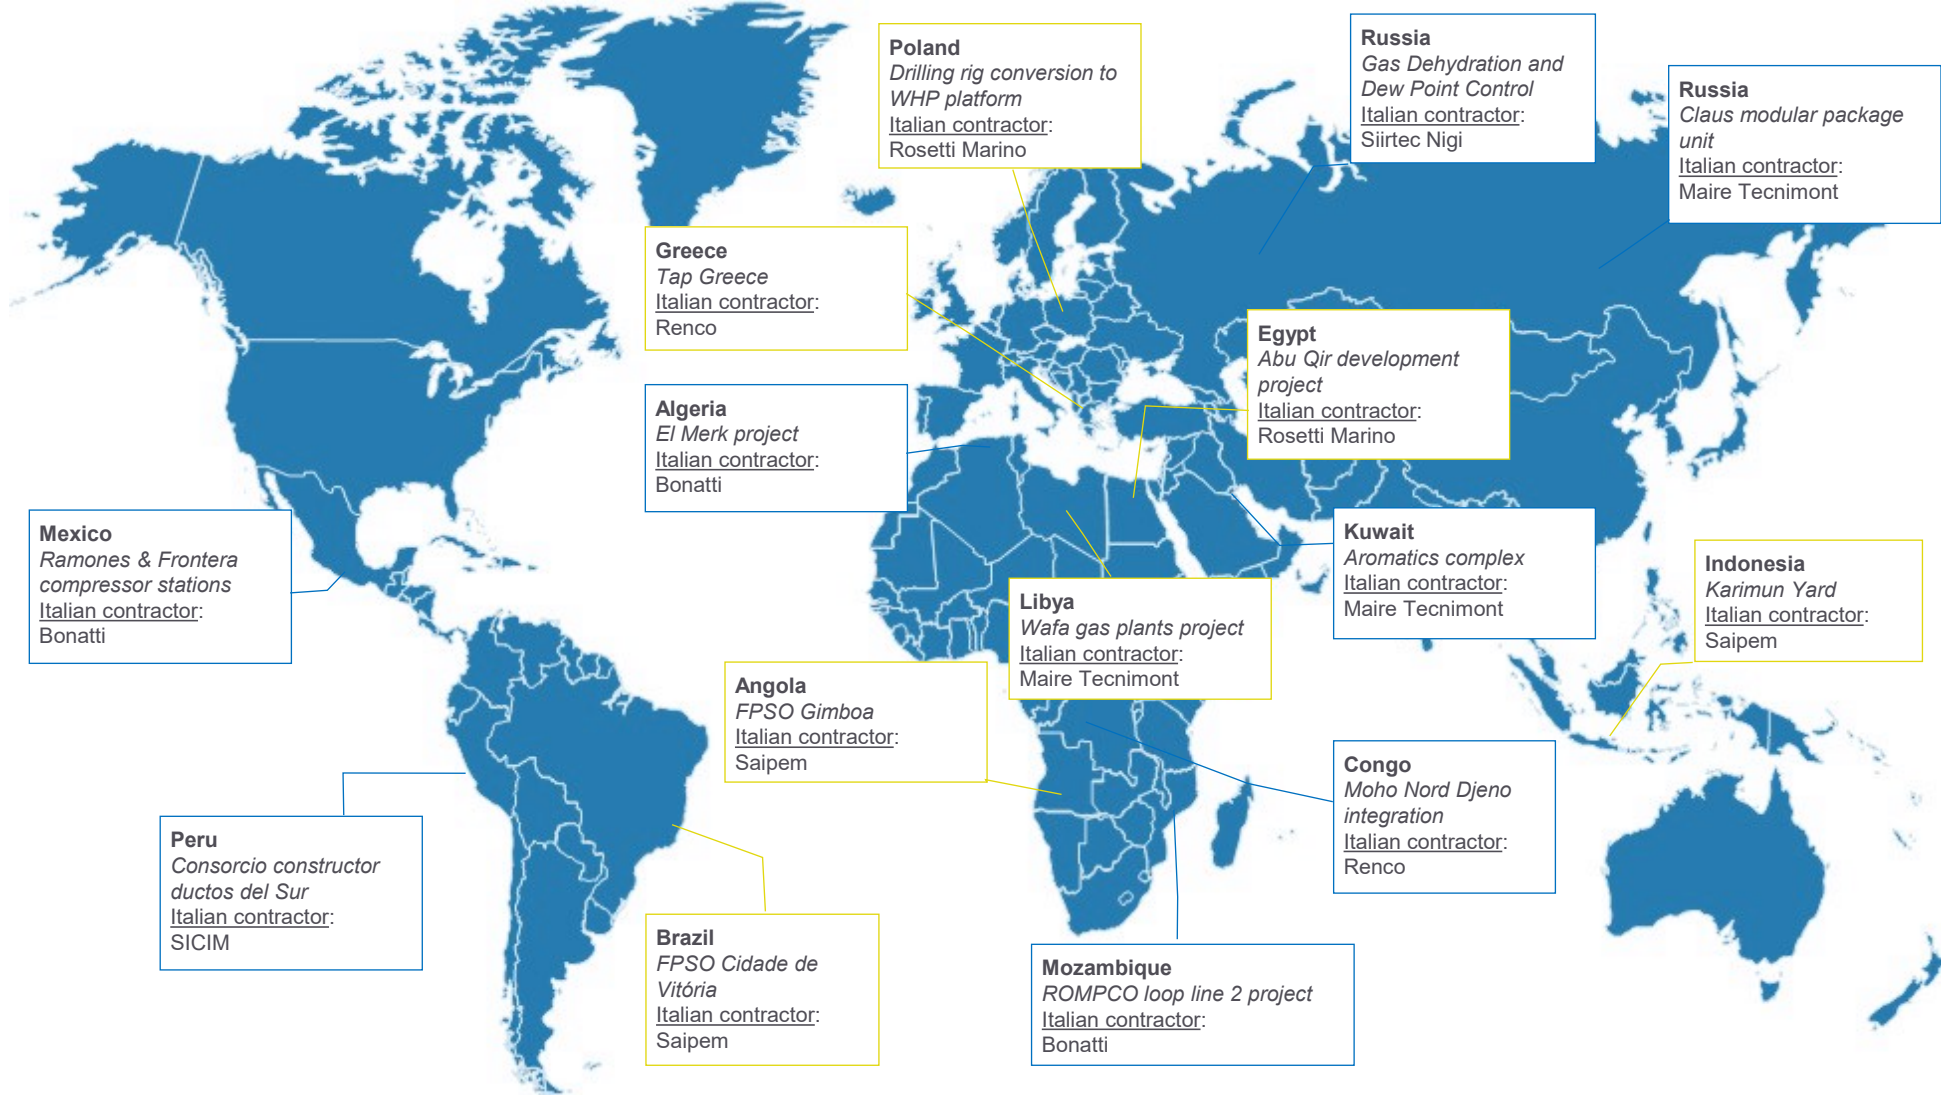 Poland
Drilling rig conversion to
WHP platform
Italian contractor:
Rosetti Marino
Russia
Gas Dehydration and
Dew Point Control
Italian contractor:
Siirtec Nigi
Russia
Claus modular package
unit
Italian contractor:
Maire Tecnimont
Greece
Tap Greece
Italian contractor:
Renco
Egypt
Abu Qir development
project
Italian contractor:
Rosetti Marino
Algeria
El Merk project
Italian contractor:
Bonatti
Mexico
Ramones & Frontera
compressor stations
Italian contractor:
Bonatti
Kuwait
Aromatics complex
Italian contractor:
Maire Tecnimont
Indonesia
Karimun Yard
Italian contractor:
Saipem
Libya
Wafa gas plants project
Italian contractor:
Maire Tecnimont
Angola
FPSO Gimboa
Italian contractor:
Saipem
Congo
Moho Nord Djeno
integration
Italian contractor:
Renco
Peru
Consorcio constructor
ductos del Sur
Italian contractor:
SICIM
Brazil
FPSO Cidade de
Vitória
Italian contractor:
Saipem
Mozambique
ROMPCO loop line 2 project
Italian contractor:
Bonatti